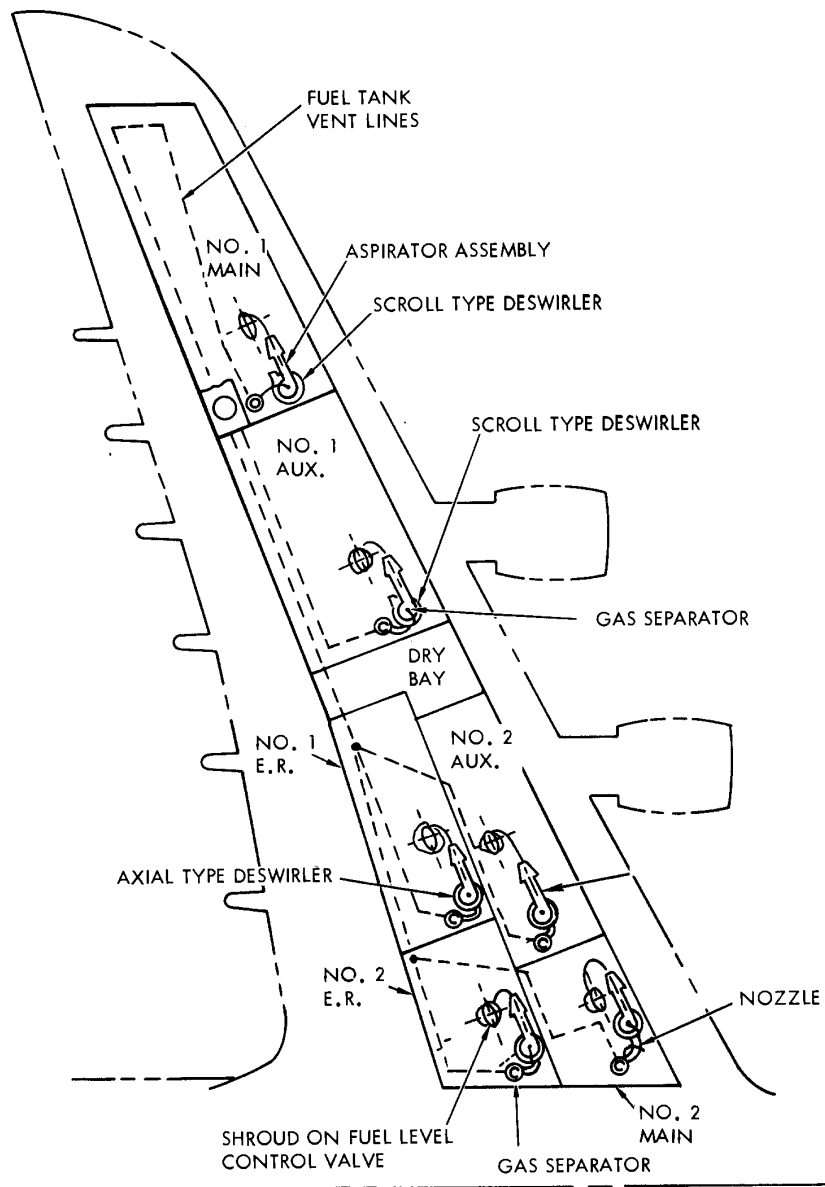 FUEL TANK
VENT LINES
NO. 1
MAIN
ASPIRATOR ASSEMBLY
SCROLL TYPE DESWIRLER
NO. 1
AUX.
SCROLL TYPE DESWIRLER
GAS SEPARATOR
DRY
BAY
NO. 1
E.R.
NO. 2
AUX.
AXIAL TYPE DESWIRLER
NO. 2
E.R.
NOZZLE
NO. 2
MAIN
SHROUD ON FUEL LEVEL
CONTROL VALVE
GAS SEPARATOR